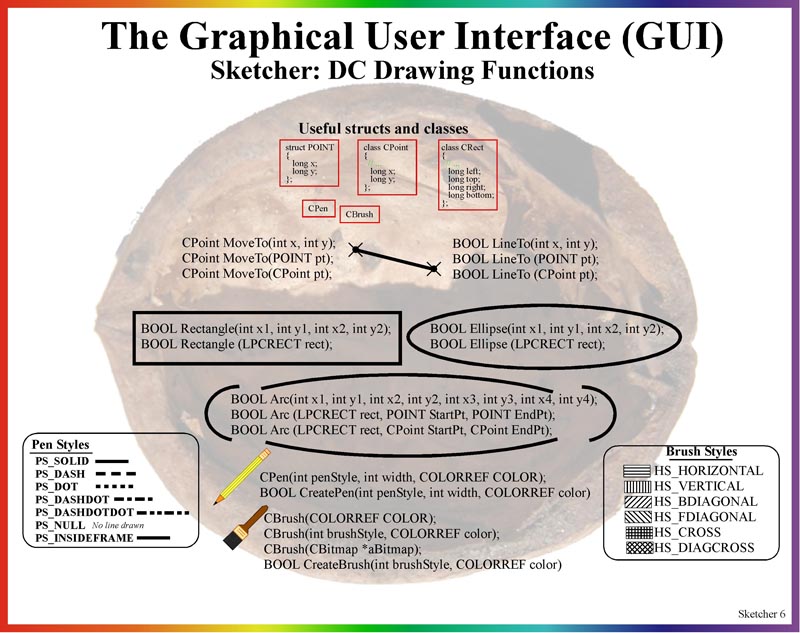 The Graphical User Interface (GUI)
Sketcher: DC Drawing Functions
Useful structs and classes
struct POINT
{
long x;
long y;
};
class CPoint
{
long x;
long y;
};
class CRect
{
long left;
long top;
long right;
long bottom;
};
CPen
CBrush
CPoint MoveTo(int x, int y);
CPoint MoveTo(POINT pt);
CPoint MoveTo(CPoint pt);
BOOL LineTo(int x, int y);
BOOL LineTo (POINT pt);
BOOL LineTo (CPoint pt);
BOOL Rectangle(int x1, int y1, int x2, int y2);
BOOL Rectangle (LPCRECT rect);
BOOL Ellipse(int x1, int y1, int x2, int y2);
BOOL Ellipse (LPCRECT rect);
BOOL Arc(int x1, int y1, int x2, int y2, int x3, int y3, int x4, int y4);
BOOL Arc (LPCRECT rect, POINT StartPt, POINT EndPt);
BOOL Arc (LPCRECT rect, CPoint StartPt, CPoint EndPt);
Pen Styles
PS_SOLID
PS_DASH
PS_DOT
PS_DASHDOT
PS_DASHDOTDOT
PS_NULL No line drawn
PS_INSIDEFRAME
CPen(int penStyle, int width, COLORREF COLOR);
BOOL CreatePen(int penStyle, int width, COLORREF color)
CBrush(COLORREF COLOR);
CBrush(int brushStyle, COLORREF color);
CBrush(CBitmap *aBitmap);
BOOL CreateBrush(int brushStyle, COLORREF color)
Brush Styles
HS_HORIZONTAL
HS_VERTICAL
HS_BDIAGONAL
HS_FDIAGONAL
HS_CROSS
HS_DIAGCROSS
Sketcher 6